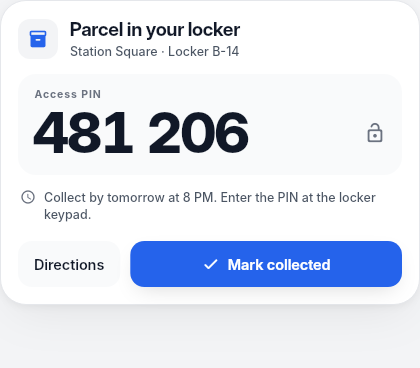 Parcel in your locker
Station Square · Locker B-14
Access PIN
481 206
Collect by tomorrow at 8 PM. Enter the PIN at the locker
keypad.
Directions
Mark collected